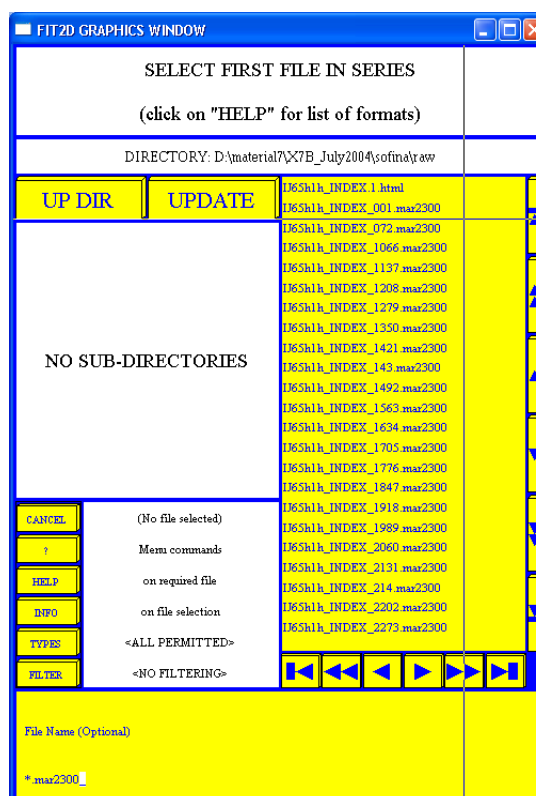 FIT2D GRAPHICS WINDOW
SELECT FIRST FILE IN SERIES
(click on "HELP" for list of formats)
DIRECTORY: D:\material7\X7B_July2004\sofina\raw
UP DIR
UPDATE
NO SUB-DIRECTORIES
IJ65h1h_INDEX.1.html
IJ65h1h_INDEX_001.mar2300
IJ65h1h_INDEX_072.mar2300
IJ65h1h_INDEX_1066.mar2300
IJ65h1h_INDEX_1137.mar2300
IJ65h1h_INDEX_1208.mar2300
IJ65h1h_INDEX_1279.mar2300
IJ65h1h_INDEX_1350.mar2300
IJ65h1h_INDEX_1421.mar2300
IJ65h1h_INDEX_143.mar2300
IJ65h1h_INDEX_1492.mar2300
IJ65h1h_INDEX_1563.mar2300
IJ65h1h_INDEX_1634.mar2300
IJ65h1h_INDEX_1705.mar2300
IJ65h1h_INDEX_1776.mar2300
IJ65h1h_INDEX_1847.mar2300
IJ65h1h_INDEX_1918.mar2300
IJ65h1h_INDEX_1989.mar2300
IJ65h1h_INDEX_2060.mar2300
IJ65h1h_INDEX_2131.mar2300
IJ65h1h_INDEX_214.mar2300
IJ65h1h_INDEX_2202.mar2300
IJ65h1h_INDEX_2273.mar2300
CANCEL (No file selected)
? Menu commands
HELP on required file
INFO on file selection
TYPES <ALL PERMITTED>
FILTER <NO FILTERING>
File Name (Optional)
*.mar2300_